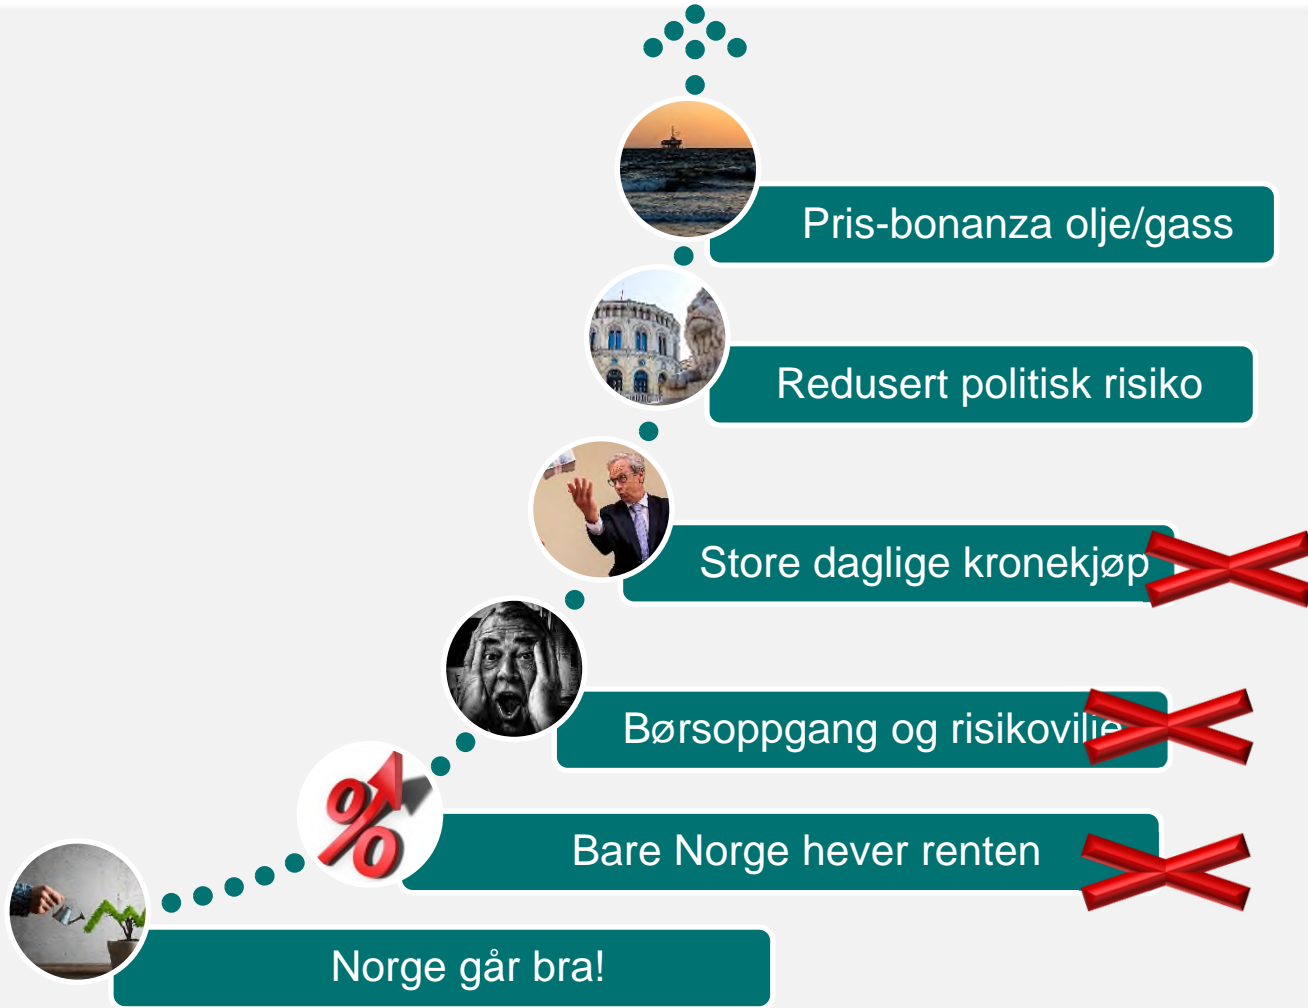 Pris-bonanza olje/gass
Redusert politisk risiko
Store daglige kronekjøp
Børsoppgang og risikovilje
Bare Norge hever renten
Norge går bra!